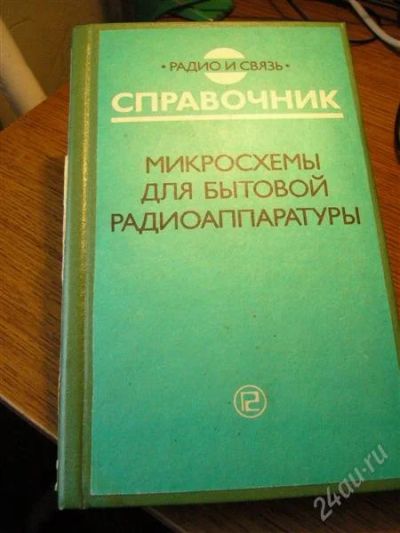 • РАДИО И СВЯЗЬ •
СПРАВОЧНИК
МИКРОСХЕМЫ
ДЛЯ БЫТОВОЙ
РАДИОАППАРАТУРЫ
24au.ru